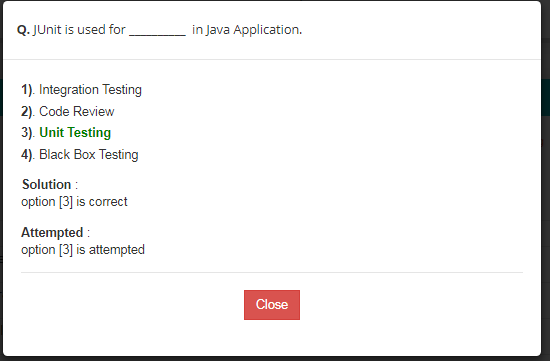 Q. JUnit is used for __________ in Java Application.
1). Integration Testing
2). Code Review
3). Unit Testing
4). Black Box Testing
Solution :
option [3] is correct
Attempted :
option [3] is attempted
Close